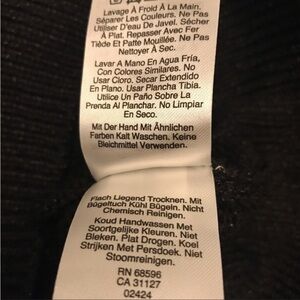 Lavage À Froid À La Main.
Séparer Les Couleurs. Ne Pas
Utiliser D'eau De Javel. Sécher
À Plat. Repasser Avec Fer
Tiède Et Patte Mouillée. Ne Pas
Nettoyer À Sec.
Lavar A Mano En Agua Fría,
Con Colores Similares. No
Usar Cloro. Secar Extendido
En Plano. Usar Plancha Tibia.
Utilice Un Paño Sobre La
Prenda Al Planchar. No Limpiar
En Seco.
Mit Der Hand Mit Ähnlichen
Farben Kalt Waschen. Keine
Bleichmittel Verwenden.
Flach Liegend Trocknen. Mit
Bügeltuch Kühl Bügeln. Nicht
Chemisch Reinigen.
Koud Handwassen Met
Soortgelijke Kleuren. Niet
Bleken. Plat Drogen. Koel
Strijken Met Persdoek. Niet
Stoomreinigen.
RN 68596
CA 31127
02424